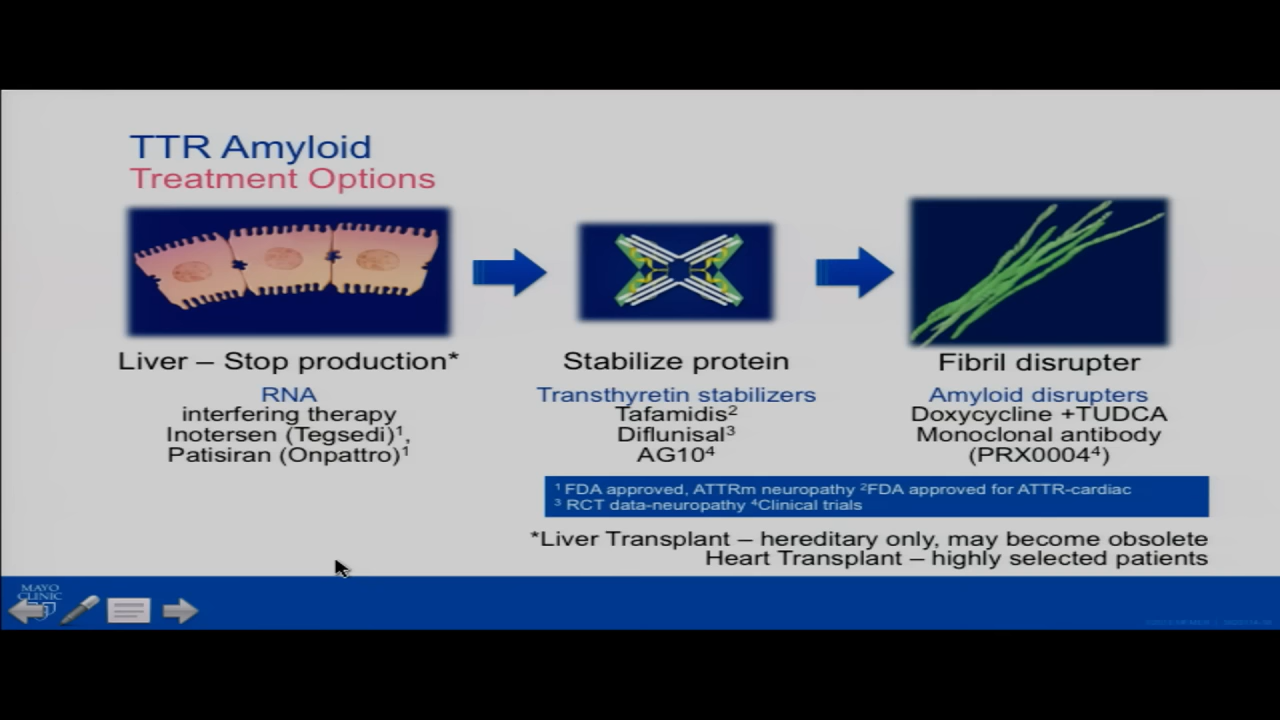 TTR Amyloid
Treatment Options
Liver – Stop production*
RNA
interfering therapy
Inotersen (Tegsedi)¹,
Patisiran (Onpattro)¹
Stabilize protein
Transthyretin stabilizers
Tafamidis²
Diflunisal³
AG10⁴
Fibril disrupter
Amyloid disrupters
Doxycycline +TUDCA
Monoclonal antibody
(PRX0004⁴)
¹ FDA approved, ATTRm neuropathy ²FDA approved for ATTR-cardiac
³ RCT data-neuropathy ⁴Clinical trials
*Liver Transplant – hereditary only, may become obsolete
Heart Transplant – highly selected patients
MAYO
CLINIC